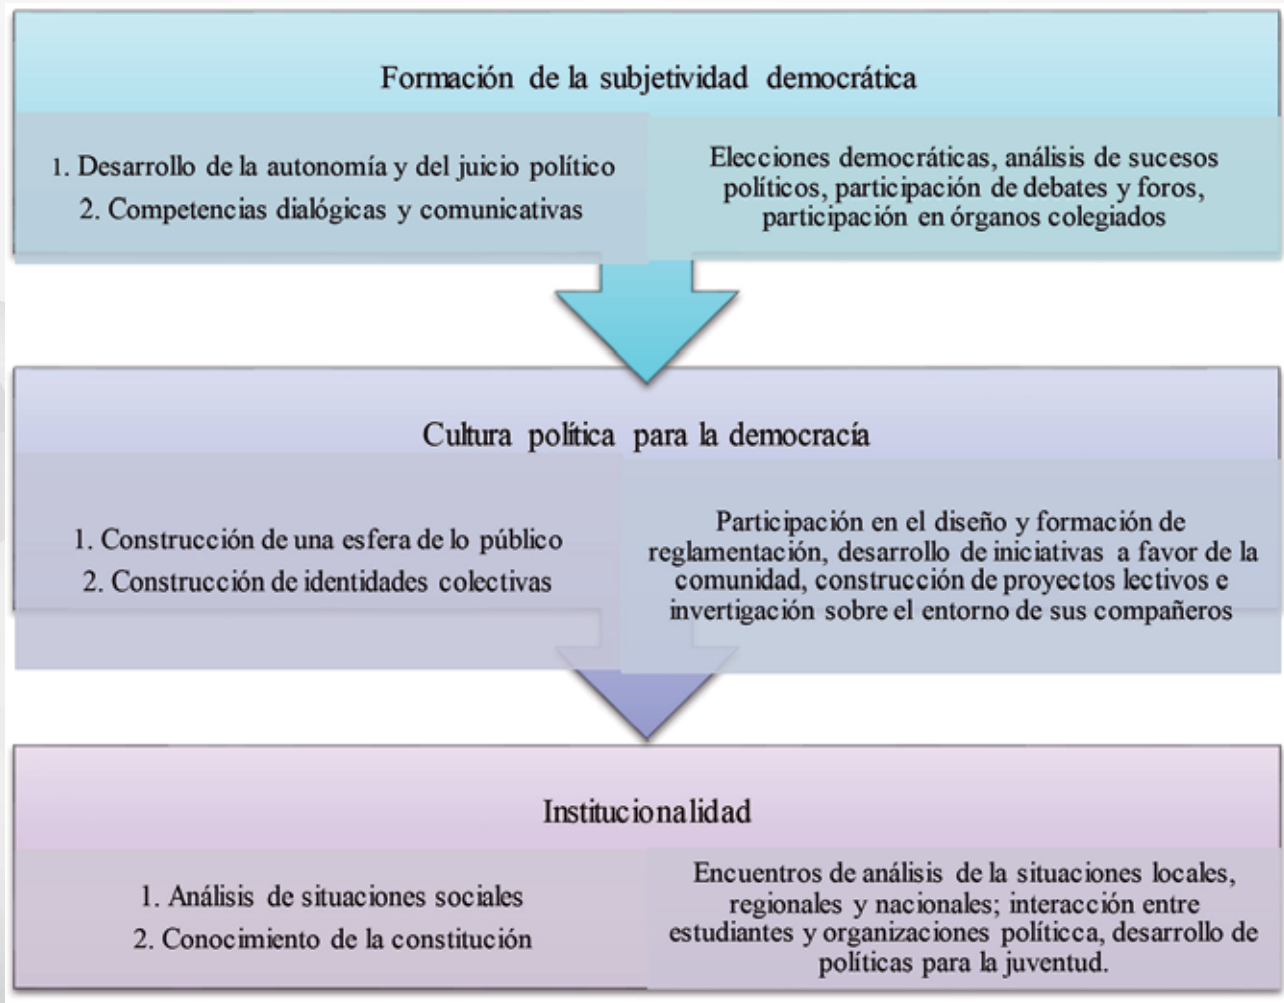 Formación de la subjetividad democrática
1. Desarrollo de la autonomía y del juicio político
2. Competencias dialógicas y comunicativas
Elecciones democráticas, análisis de sucesos
políticos, participación de debates y foros,
participación en órganos colegiados
Cultura política para la democracía
1. Construcción de una esfera de lo público
2. Construcción de identidades colectivas
Participación en el diseño y formación de
reglamentación, desarrollo de iniciativas a favor de la
comunidad, construcción de proyectos lectivos e
invertigación sobre el entorno de sus compañeros
Institucionalidad
1. Análisis de situaciones sociales
2. Conocimiento de la constitución
Encuentros de análisis de la situaciones locales,
regionales y nacionales; interacción entre
estudiantes y organizaciones políticca, desarrollo de
políticas para la juventud.